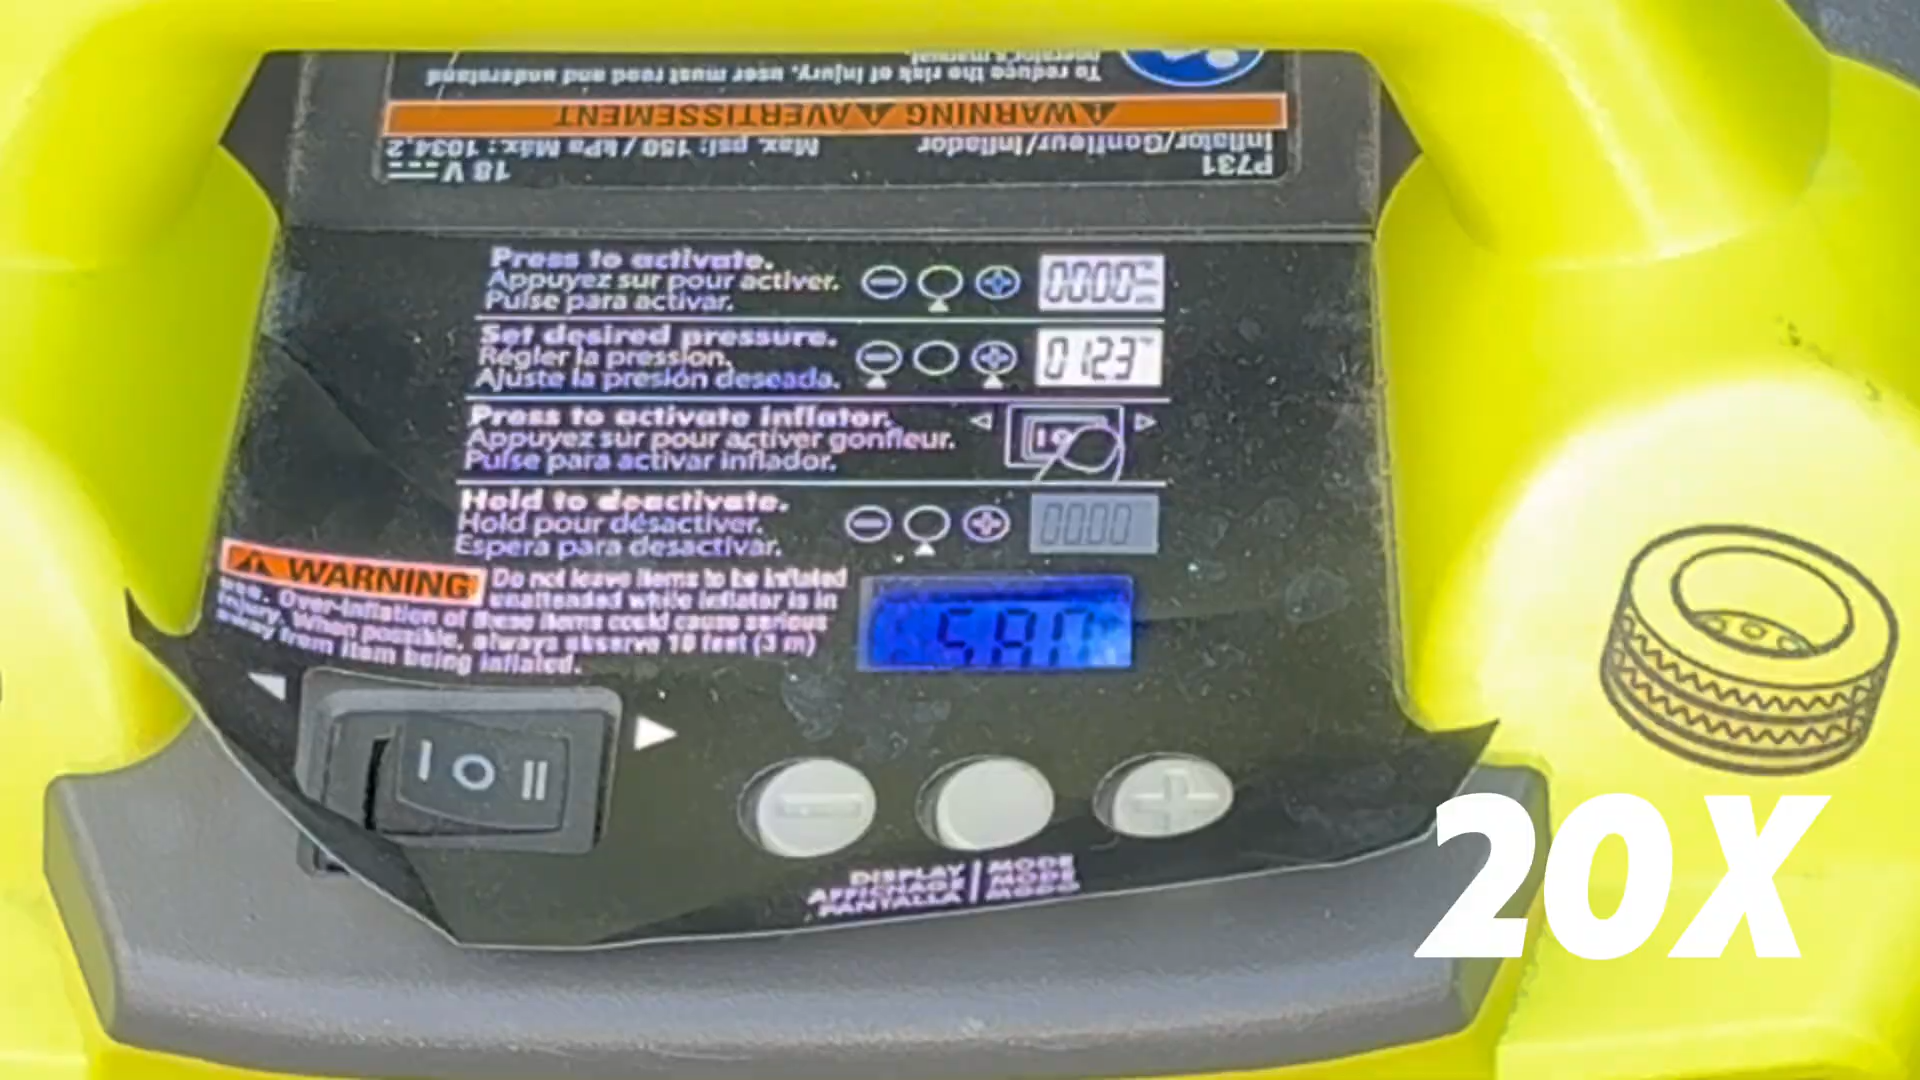 operator's manual.
To reduce the risk of injury, user must read and understand
⚠WARNING ⚠AVERTISSEMENT
Inflator/Gonfleur/Inflador Max. psi: 150 / kPa Máx: 1034.2
P731 18 V
Press to activate.
Appuyez sur pour activer.
Pulse para activar.
0000
Set desired pressure.
Régler la pression.
Ajuste la presión deseada.
0123
Press to activate inflator.
Appuyez sur pour activer gonfleur.
Pulse para activar inflador.
I O
Hold to deactivate.
Hold pour désactiver.
Espera para desactivar.
0000
⚠ WARNING Do not leave items to be inflated
unattended while inflator is in
use. Over-inflation of these items could cause serious
injury. When possible, always observe 10 feet (3 m)
away from item being inflated.
I O II
DISPLAY | MODE
AFFICHAGE | MODE
PANTALLA | MODO
20X